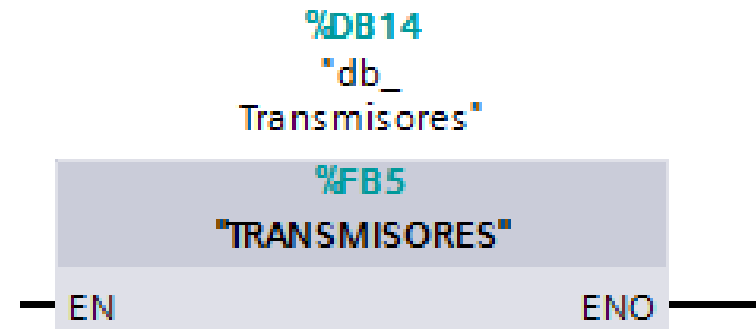 %DB14
"db_
Transmisores"
%FB5
"TRANSMISORES"
EN ENO